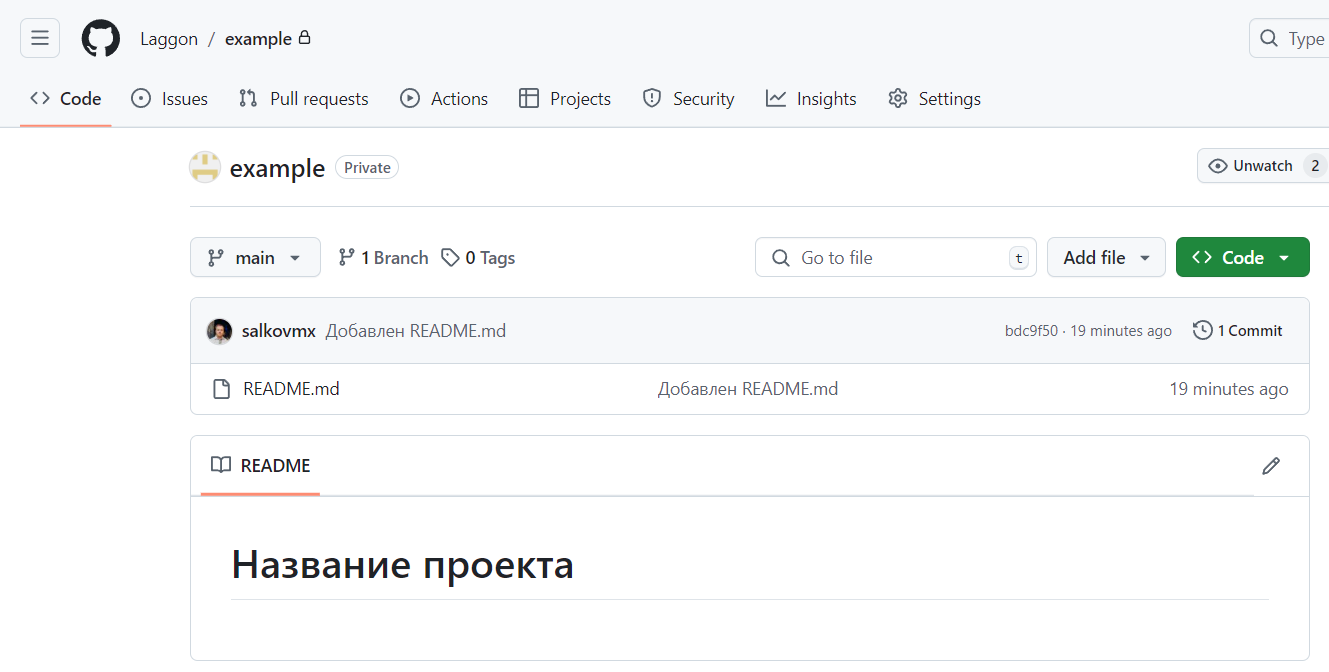 Laggon / example
Type
Code Issues Pull requests Actions Projects Security Insights Settings
example Private
Unwatch 2
main 1 Branch 0 Tags
Go to file t
Add file
Code
salkovmx Добавлен README.md
bdc9f50 · 19 minutes ago 1 Commit
README.md Добавлен README.md 19 minutes ago
README
Название проекта